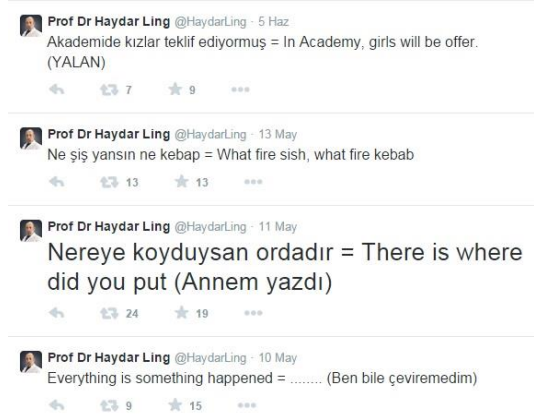 Prof Dr Haydar Ling @HaydarLing · 5 Haz
Akademide kızlar teklif ediyormuş = In Academy, girls will be offer.
(YALAN)
7 9
Prof Dr Haydar Ling @HaydarLing · 13 May
Ne şiş yansın ne kebap = What fire sish, what fire kebab
13 13
Prof Dr Haydar Ling @HaydarLing · 11 May
Nereye koyduysan ordadır = There is where
did you put (Annem yazdı)
24 19
Prof Dr Haydar Ling @HaydarLing · 10 May
Everything is something happened = ........ (Ben bile çeviremedim)
9 15